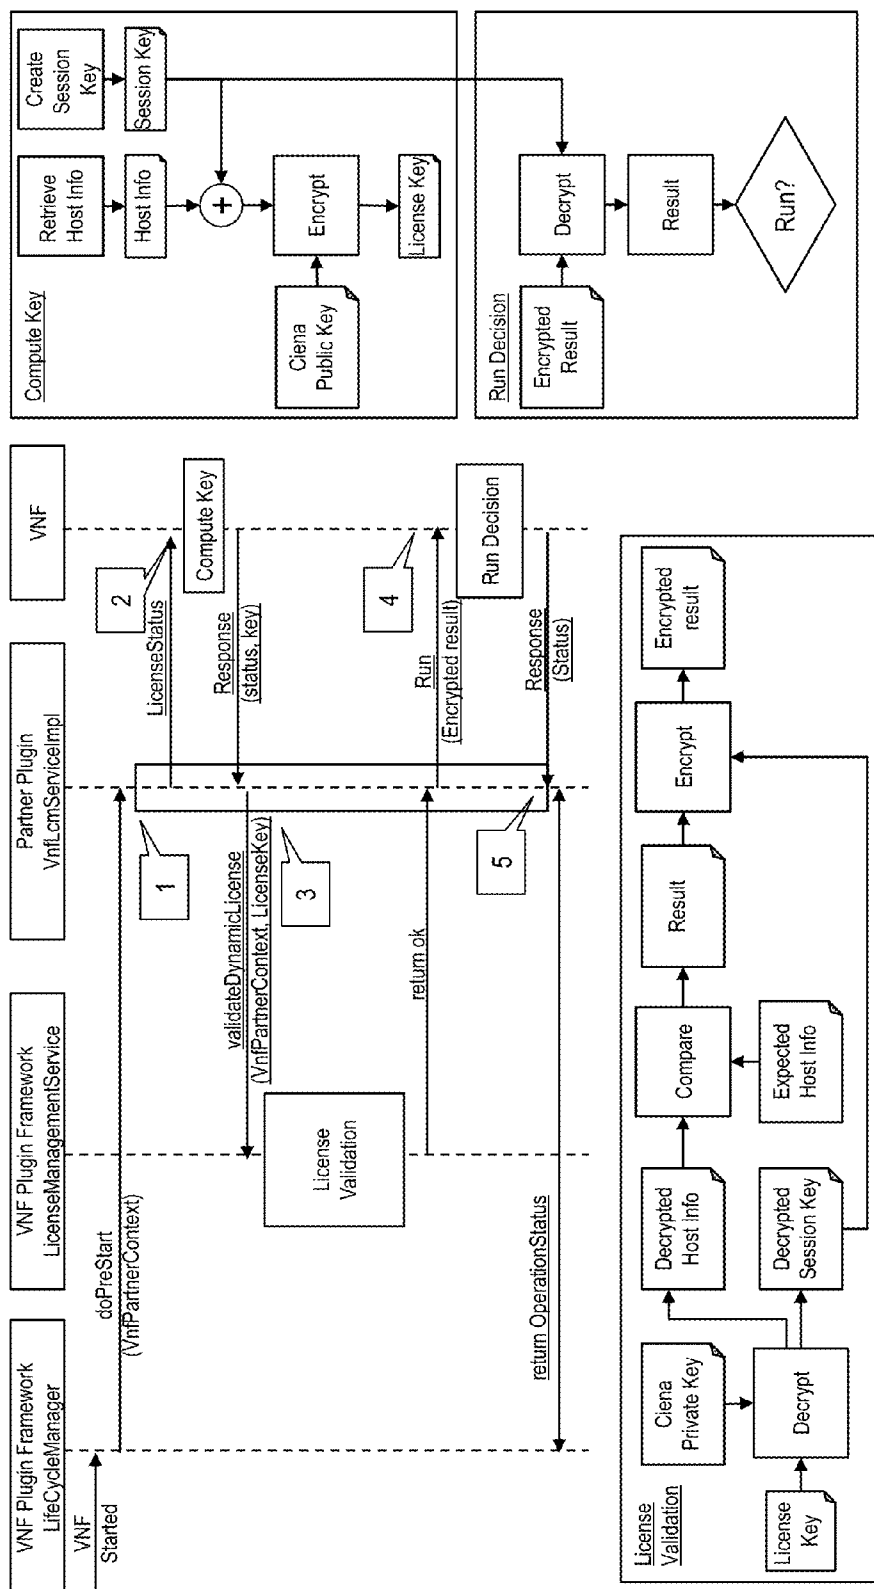 VNF Plugin Framework
LifeCycleManager
VNF Plugin Framework
LicenseManagementService
Partner Plugin
VnfLcmServiceImpl
VNF
VNF
Started
doPreStart
(VnfPartnerContext)
1
LicenseStatus
2
Compute Key
Response
(status, key)
validateDynamicLicense
(VnfPartnerContext, LicenseKey)
3
License
Validation
return ok
4
Run
(Encrypted result)
Run Decision
5
Response
(Status)
return OperationStatus
Compute Key
Retrieve
Host Info
Create
Session
Key
Host Info
Session Key
+
Ciena
Public Key
Encrypt
License Key
Run Decision
Encrypted
Result
Decrypt
Result
Run?
License
Validation
License
Key
Ciena
Private Key
Decrypt
Decrypted
Host Info
Decrypted
Session Key
Compare
Expected
Host Info
Result
Encrypt
Encrypted
result